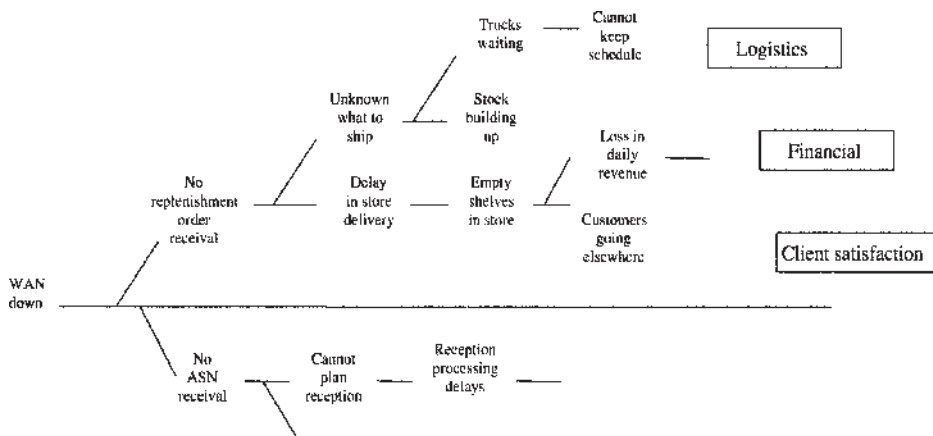 Trucks
waiting
Cannot
keep
schedule
Logistics
Unknown
what to
ship
Stock
building
up
Loss in
daily
revenue
Financial
No
replenishment
order
receival
Delay
in store
delivery
Empty
shelves
in store
Customers
going
elsewhere
Client satisfaction
WAN
down
No
ASN
receival
Cannot
plan
reception
Reception
processing
delays